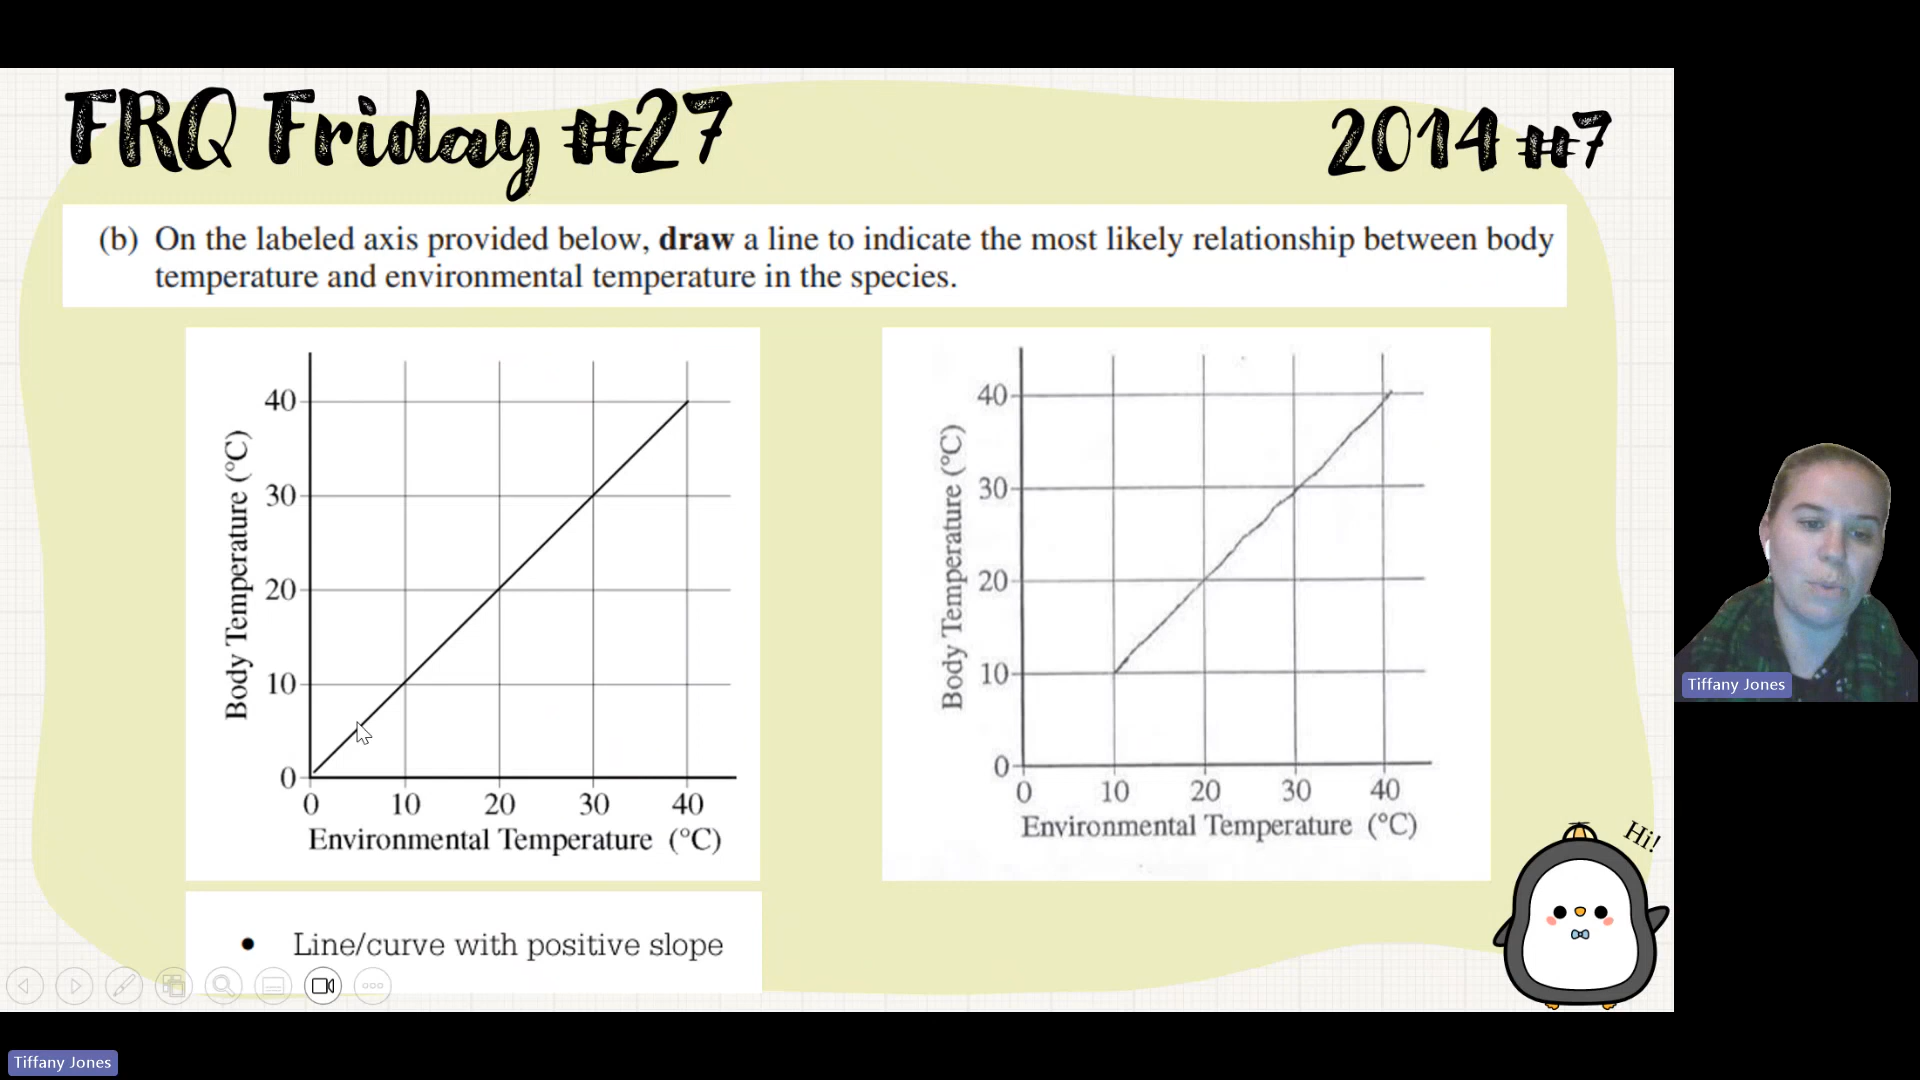 FRQ Friday #27
2014 #7
(b) On the labeled axis provided below, draw a line to indicate the most likely relationship between body
temperature and environmental temperature in the species.
Body Temperature (°C)
40
30
20
10
0
0 10 20 30 40
Environmental Temperature (°C)
Body Temperature (°C)
40
30
20
10
0
0 10 20 30 40
Environmental Temperature (°C)
• Line/curve with positive slope
Hi!
Tiffany Jones
Tiffany Jones